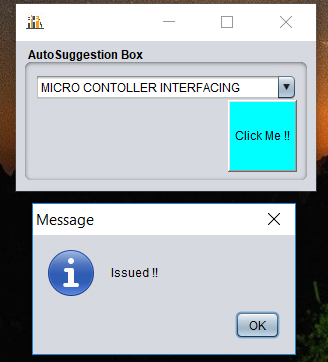 AutoSuggestion Box
MICRO CONTOLLER INTERFACING
Click Me !!
Message
Issued !!
OK